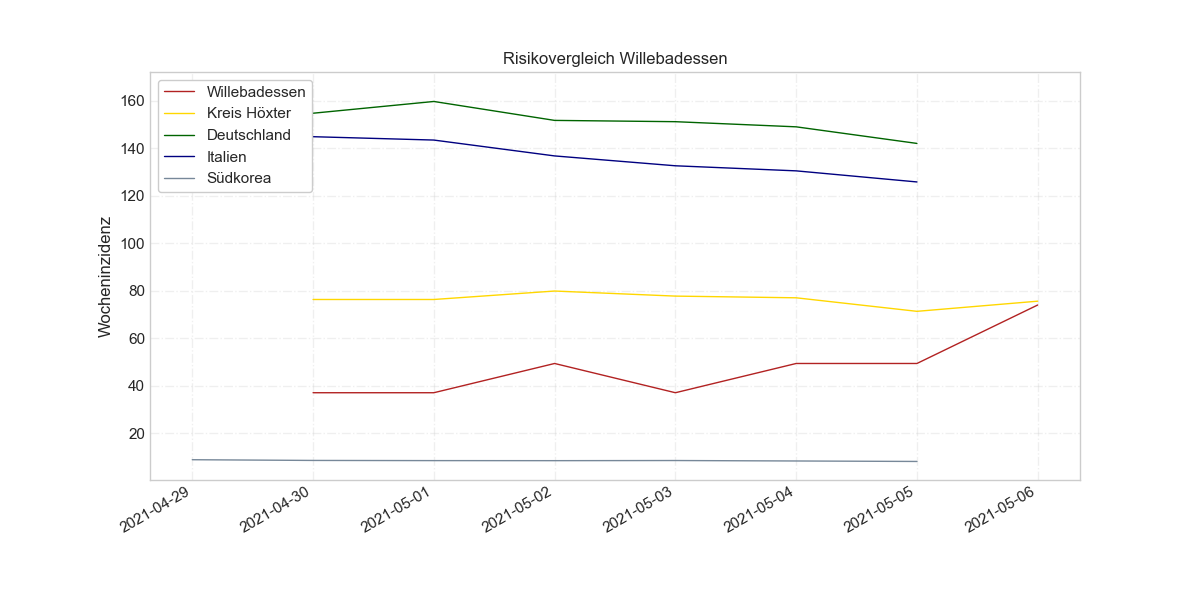 Risikovergleich Willebadessen
Willebadessen
Kreis Höxter
Deutschland
Italien
Südkorea
Wocheninzidenz
160
140
120
100
80
60
40
20
2021-04-29
2021-04-30
2021-05-01
2021-05-02
2021-05-03
2021-05-04
2021-05-05
2021-05-06